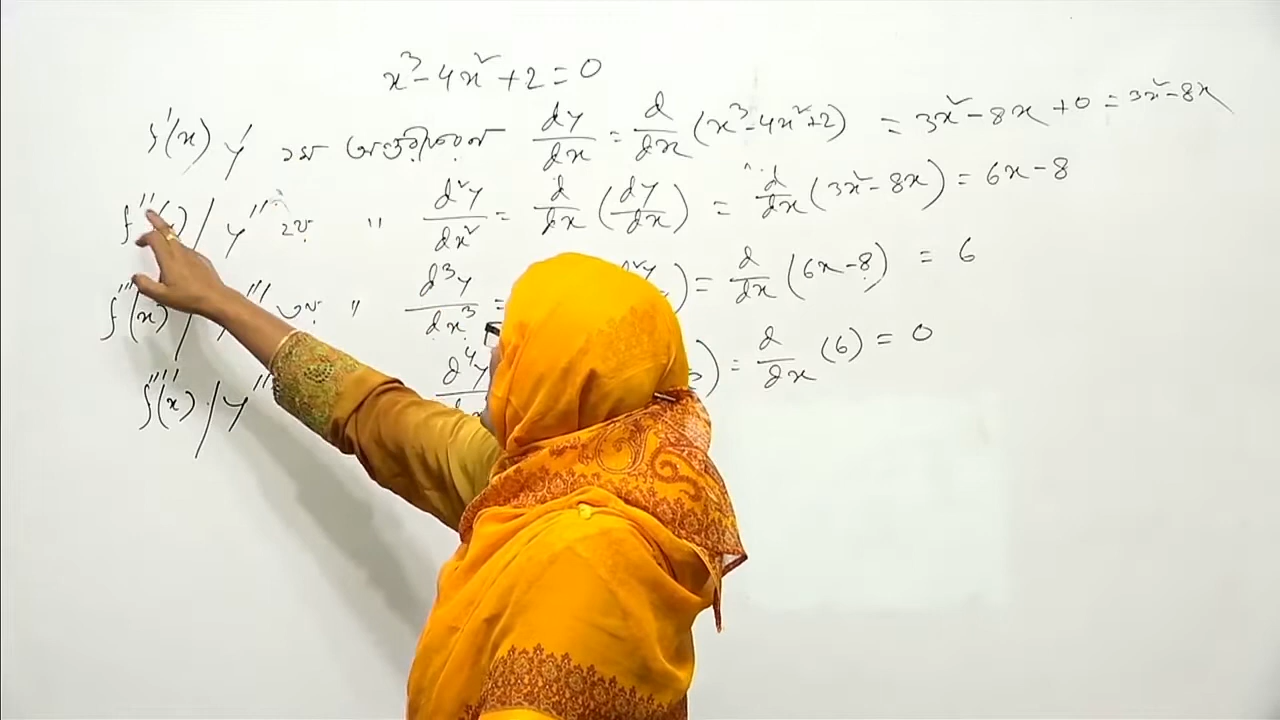 x³ - 4x² + 2 = 0
f'(x) y' ১ম অন্তরীকরণ dy/dx = d/dx (x³ - 4x² + 2) = 3x² - 8x + 0 = 3x² - 8x
f''(x) / y'' ২য় " d²y/dx² = d/dx (dy/dx) = d/dx (3x² - 8x) = 6x - 8
f'''(x) / y''' ৩য় " d³y/dx³ = d²y ) = d/dx (6x - 8) = 6
f''''(x) / y'' d⁴y ) = d/dx (6) = 0